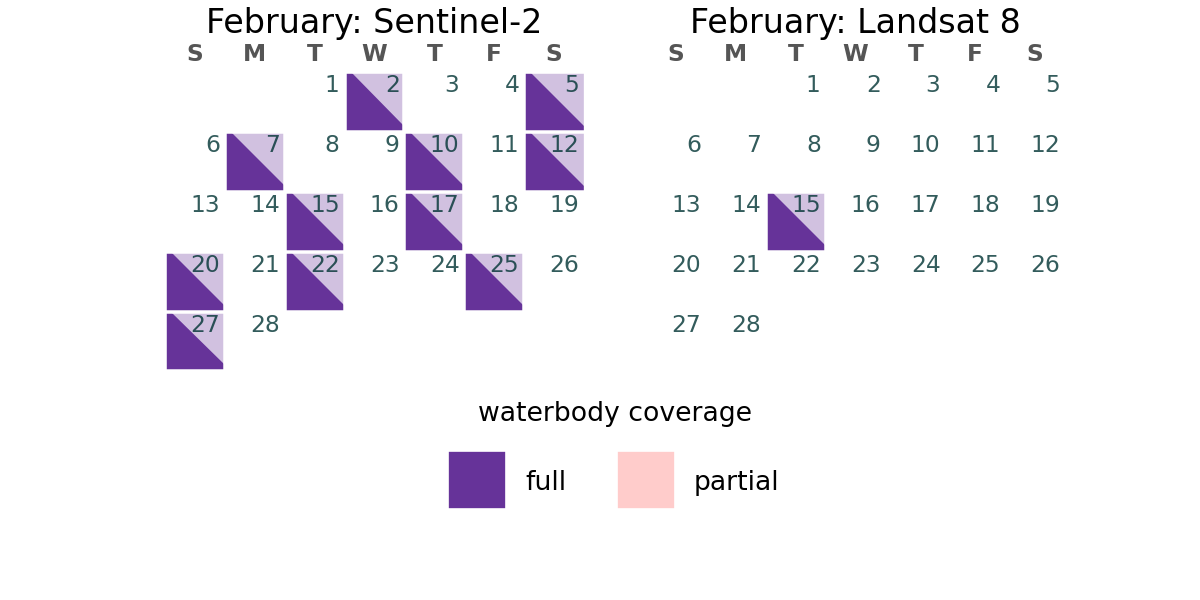 February: Sentinel-2
S M T W T F S
1 2 3 4 5
6 7 8 9 10 11 12
13 14 15 16 17 18 19
20 21 22 23 24 25 26
27 28
February: Landsat 8
S M T W T F S
1 2 3 4 5
6 7 8 9 10 11 12
13 14 15 16 17 18 19
20 21 22 23 24 25 26
27 28
waterbody coverage
full
partial